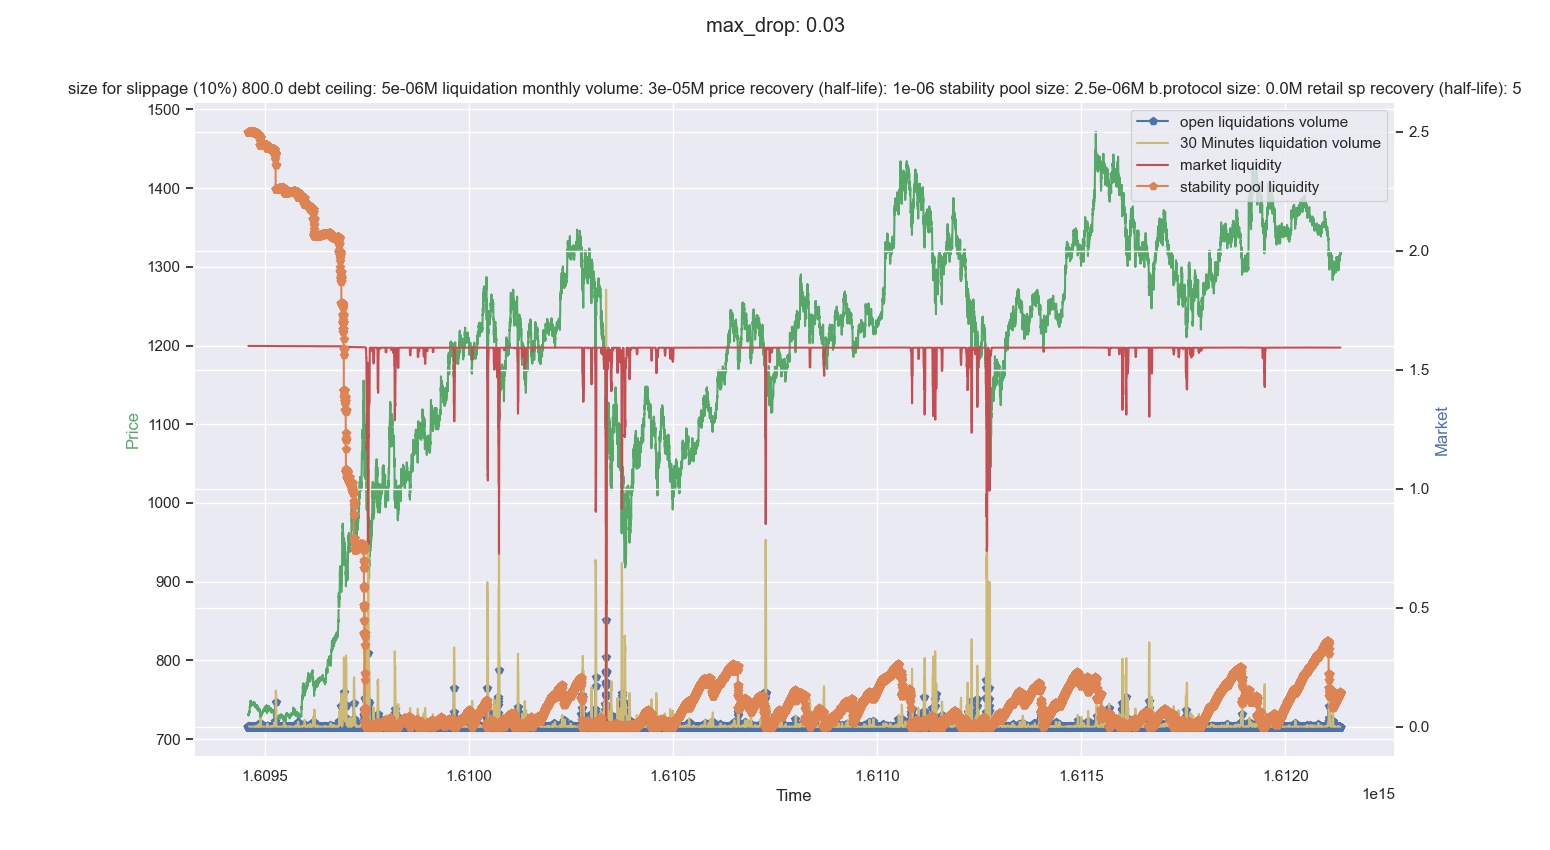 max_drop: 0.03
size for slippage (10%) 800.0 debt ceiling: 5e-06M liquidation monthly volume: 3e-05M price recovery (half-life): 1e-06 stability pool size: 2.5e-06M b.protocol size: 0.0M retail sp recovery (half-life): 5
open liquidations volume
30 Minutes liquidation volume
market liquidity
stability pool liquidity
1500
1400
1300
1200
1100
1000
900
800
700
Price
2.5
2.0
1.5
1.0
0.5
0.0
Market
1.6095 1.6100 1.6105 1.6110 1.6115 1.6120
Time
1e15